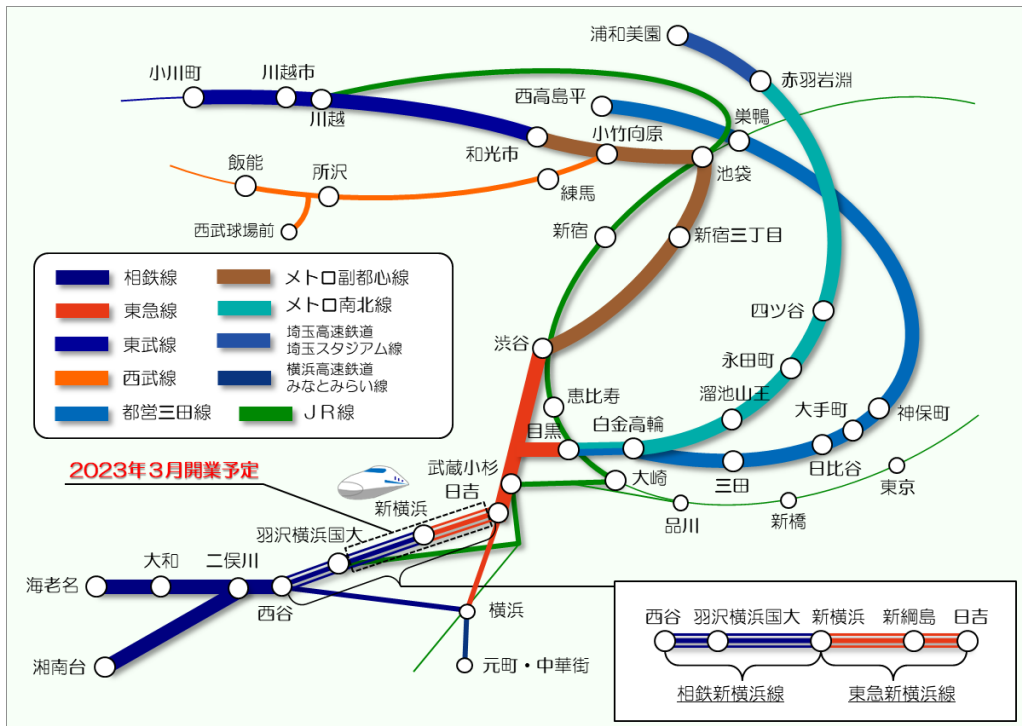 浦和美園
赤羽岩淵
小川町
川越市
川越
西高島平
巣鴨
和光市
小竹向原
池袋
飯能
所沢
練馬
西武球場前
新宿
新宿三丁目
相鉄線
東急線
東武線
西武線
都営三田線
メトロ副都心線
メトロ南北線
埼玉高速鉄道
埼玉スタジアム線
横浜高速鉄道
みなとみらい線
JR線
四ツ谷
渋谷
永田町
溜池山王
恵比寿
目黒
白金高輪
大手町
神保町
日比谷
三田
大崎
東京
新橋
品川
2023年3月開業予定
武蔵小杉
日吉
新横浜
羽沢横浜国大
海老名
大和
二俣川
西谷
湘南台
横浜
元町・中華街
西谷
羽沢横浜国大
新横浜
新綱島
日吉
相鉄新横浜線
東急新横浜線